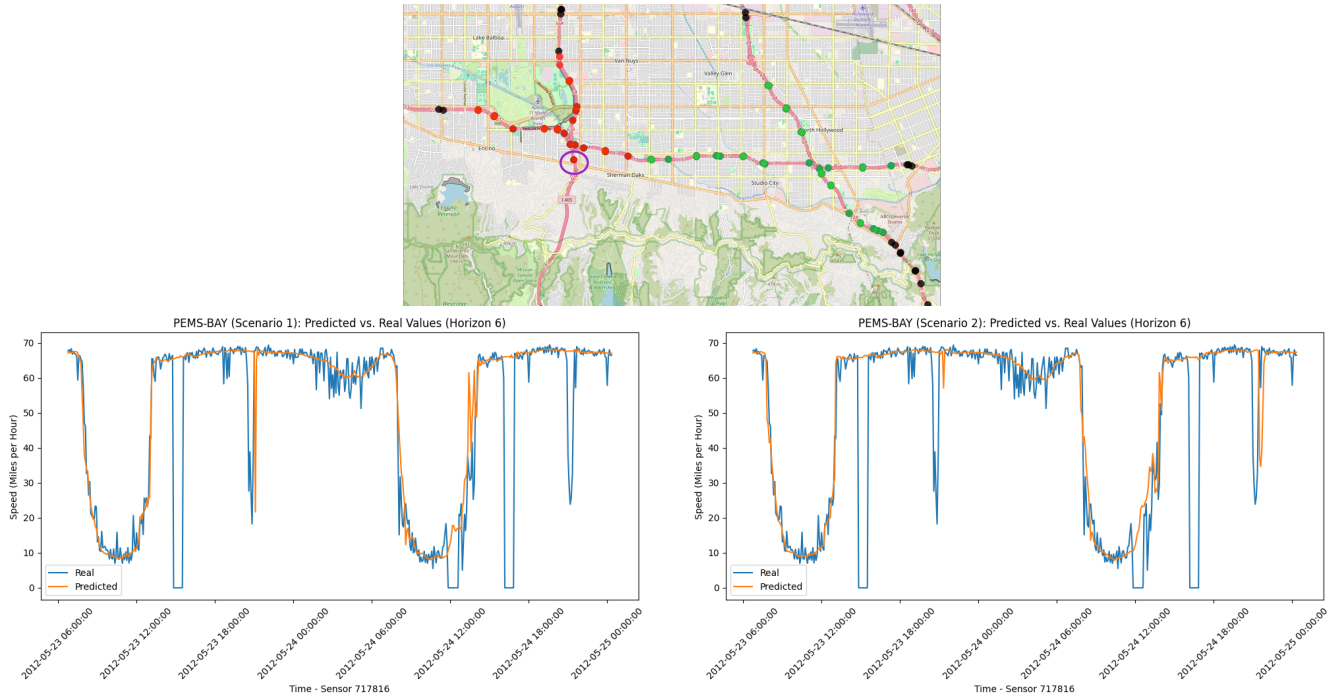 Lake Balboa
Van Nuys
Valley Glen
North Hollywood
Encino
Sherman Oaks
Studio City
I 405
PEMS-BAY (Scenario 1): Predicted vs. Real Values (Horizon 6)
Speed (Miles per Hour)
70
60
50
40
30
20
10
0
Real
Predicted
2012-05-23 06:00:00
2012-05-23 12:00:00
2012-05-23 18:00:00
2012-05-24 00:00:00
2012-05-24 06:00:00
2012-05-24 12:00:00
2012-05-24 18:00:00
2012-05-25 00:00:00
Time - Sensor 717816
PEMS-BAY (Scenario 2): Predicted vs. Real Values (Horizon 6)
Speed (Miles per Hour)
70
60
50
40
30
20
10
0
Real
Predicted
2012-05-23 06:00:00
2012-05-23 12:00:00
2012-05-23 18:00:00
2012-05-24 00:00:00
2012-05-24 06:00:00
2012-05-24 12:00:00
2012-05-24 18:00:00
2012-05-25 00:00:00
Time - Sensor 717816